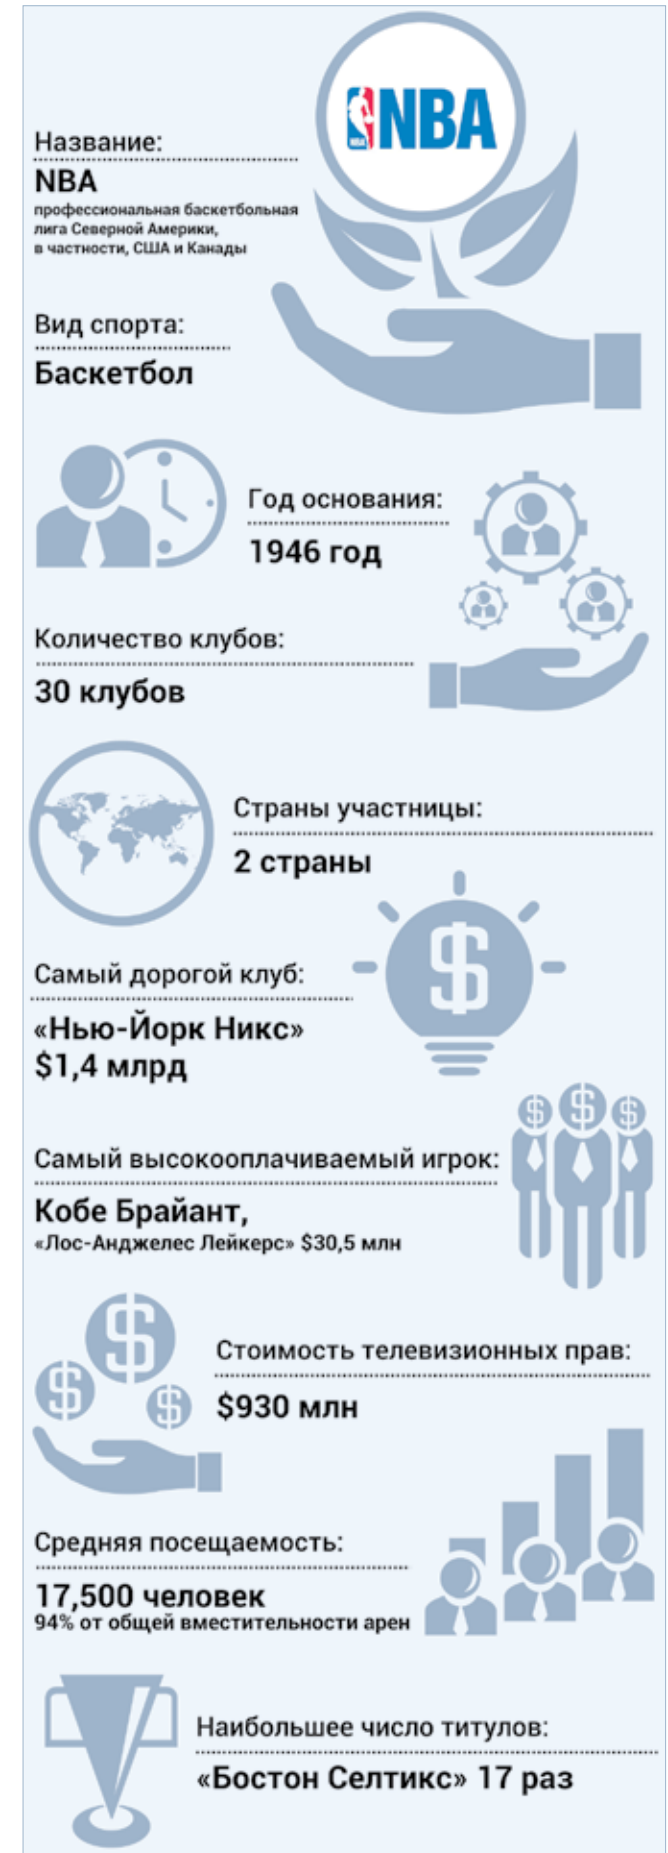 NBA
Название:
NBA
профессиональная баскетбольная
лига Северной Америки,
в частности, США и Канады
Вид спорта:
Баскетбол
Год основания:
1946 год
Количество клубов:
30 клубов
Страны участницы:
2 страны
$
Самый дорогой клуб:
«Нью-Йорк Никс»
$1,4 млрд
$ $ $
Самый высокооплачиваемый игрок:
Кобе Брайант,
«Лос-Анджелес Лейкерс» $30,5 млн
$ $ $
Стоимость телевизионных прав:
$930 млн
Средняя посещаемость:
17,500 человек
94% от общей вместительности арен
Наибольшее число титулов:
«Бостон Селтикс» 17 раз